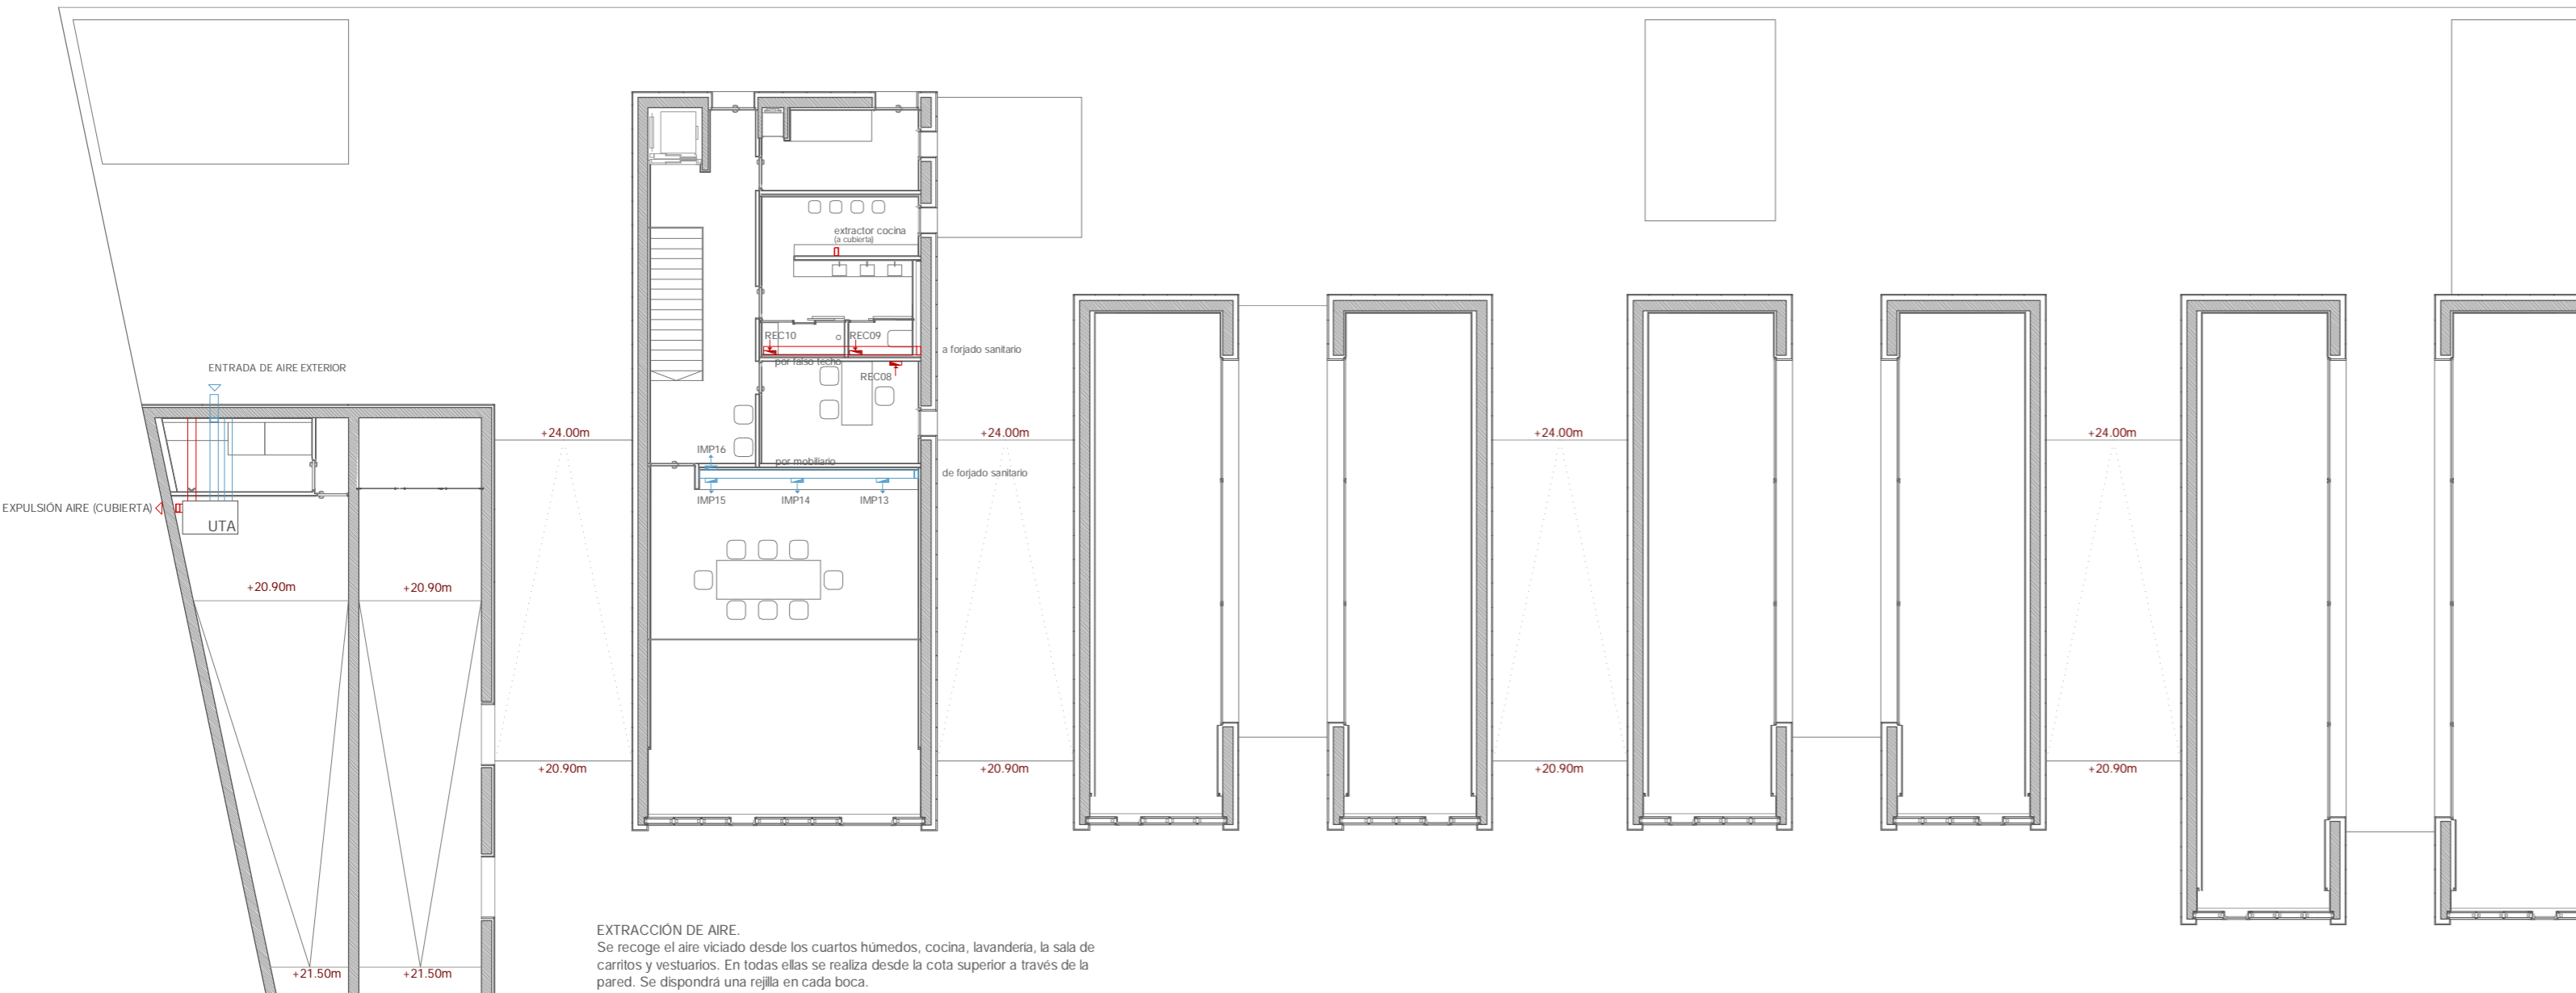 extractor cocina
(a cubierta)
REC10
REC09
a forjado sanitario
por falso techo
REC08
ENTRADA DE AIRE EXTERIOR
+24.00m
+24.00m
+24.00m
+24.00m
IMP16
por mobiliario
de forjado sanitario
IMP15
IMP14
IMP13
EXPULSIÓN AIRE (CUBIERTA)
UTA
+20.90m
+20.90m
+20.90m
+20.90m
+20.90m
+20.90m
EXTRACCIÓN DE AIRE.
Se recoge el aire viciado desde los cuartos húmedos, cocina, lavandería, la sala de
carritos y vestuarios. En todas ellas se realiza desde la cota superior a través de la
pared. Se dispondrá una rejilla en cada boca.
+21.50m
+21.50m